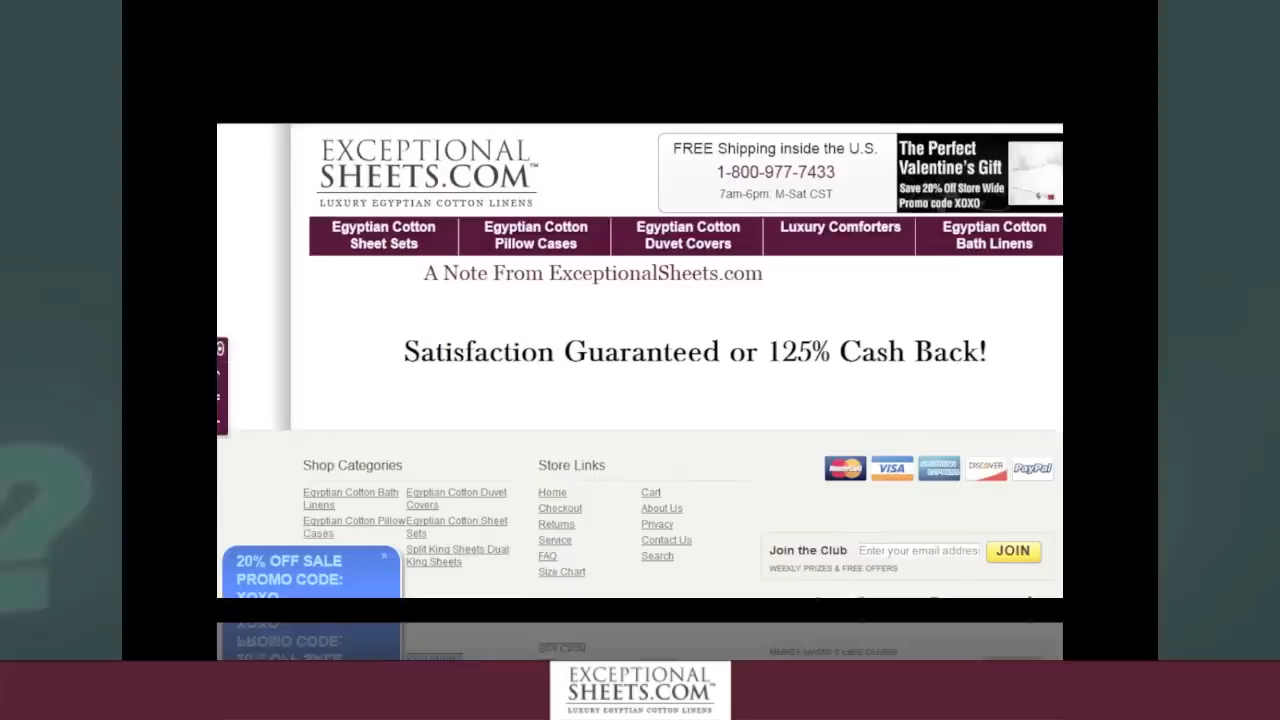 EXCEPTIONAL
SHEETS.COM™
LUXURY EGYPTIAN COTTON LINENS
FREE Shipping inside the U.S.
1-800-977-7433
7am-6pm: M-Sat CST
The Perfect
Valentine's Gift
Save 20% Off Store Wide
Promo code XOXO
Egyptian Cotton
Sheet Sets
Egyptian Cotton
Pillow Cases
Egyptian Cotton
Duvet Covers
Luxury Comforters
Egyptian Cotton
Bath Linens
A Note From ExceptionalSheets.com
Satisfaction Guaranteed or 125% Cash Back!
Shop Categories
Egyptian Cotton Bath
Linens
Egyptian Cotton Pillow
Cases
Egyptian Cotton Duvet
Covers
Egyptian Cotton Sheet
Sets
Split King Sheets Dual
King Sheets
Store Links
Home
Checkout
Returns
Service
FAQ
Size Chart
Cart
About Us
Privacy
Contact Us
Search
MasterCard
VISA
AMERICAN EXPRESS
DISCOVER
PayPal
Join the Club
Enter your email address
JOIN
WEEKLY PRIZES & FREE OFFERS
20% OFF SALE
PROMO CODE:
XOXO
×
?
EXCEPTIONAL
SHEETS.COM™
LUXURY EGYPTIAN COTTON LINENS